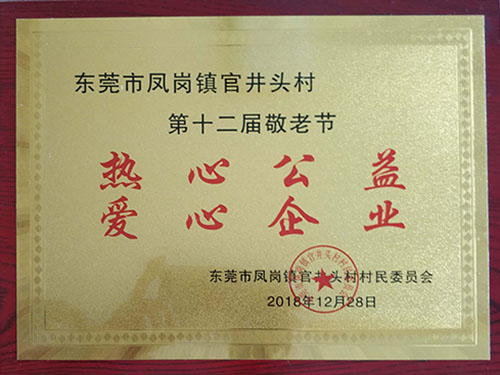 东莞市凤岗镇官井头村
第十二届敬老节
热心公益
爱心企业
东莞市凤岗镇官井头村村民委员会
2018年12月28日